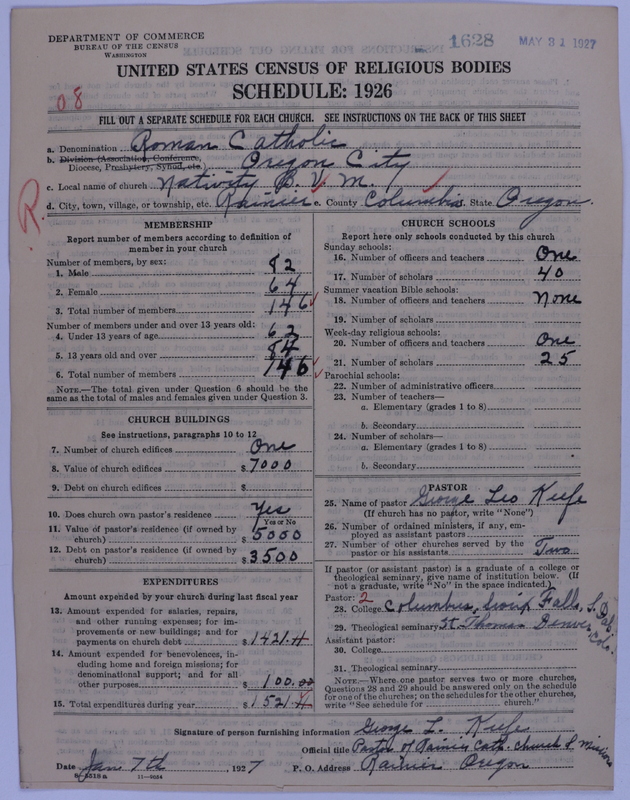 DEPARTMENT OF COMMERCE
BUREAU OF THE CENSUS
WASHINGTON
1628
MAY 31 1927
UNITED STATES CENSUS OF RELIGIOUS BODIES
SCHEDULE: 1926
08
FILL OUT A SEPARATE SCHEDULE FOR EACH CHURCH. SEE INSTRUCTIONS ON THE BACK OF THIS SHEET
a. Denomination Roman Catholic
b. Division (Association, Conference,
Diocese, Presbytery, Synod, etc.) Oregon City
c. Local name of church Nativity B. V. M.
d. City, town, village, or township, etc. Rainier e. County Columbia State Oregon.
R
MEMBERSHIP
Report number of members according to definition of
member in your church
Number of members, by sex:
1. Male 82
2. Female 64
3. Total number of members 146
Number of members under and over 13 years old:
4. Under 13 years of age 62
5. 13 years old and over 84
6. Total number of members 146
NOTE.—The total given under Question 6 should be the
same as the total of males and females given under Question 3.
CHURCH BUILDINGS
See instructions, paragraphs 10 to 12
7. Number of church edifices One
8. Value of church edifices $7000
9. Debt on church edifices $
10. Does church own pastor's residence Yes
Yes or No
11. Value of pastor's residence (if owned by
church) $5000
12. Debt on pastor's residence (if owned by
church) $3500
EXPENDITURES
Amount expended by your church during last fiscal year
13. Amount expended for salaries, repairs,
and other running expenses; for im-
provements or new buildings; and for
payments on church debt $1421.11
14. Amount expended for benevolences, in-
cluding home and foreign missions; for
denominational support; and for all
other purposes $100.00
15. Total expenditures during year $1521.11
CHURCH SCHOOLS
Report here only schools conducted by this church
Sunday schools:
16. Number of officers and teachers One
17. Number of scholars 40
Summer vacation Bible schools:
18. Number of officers and teachers None
19. Number of scholars
Week-day religious schools:
20. Number of officers and teachers One
21. Number of scholars 25
Parochial schools:
22. Number of administrative officers
23. Number of teachers—
a. Elementary (grades 1 to 8)
b. Secondary
24. Number of scholars—
a. Elementary (grades 1 to 8)
b. Secondary
PASTOR
25. Name of pastor George Leo Keefe
(If church has no pastor, write "None")
26. Number of ordained ministers, if any, em-
ployed as assistant pastors
27. Number of other churches served by the
pastor or his assistants Two
If pastor (or assistant pastor) is a graduate of a college or
theological seminary, give name of institution below. (If
not a graduate, write "No" in the space indicated.)
Pastor: 2
28. College Columbus, Sioux Falls, S. Dak.
29. Theological seminary St. Thomas Denver, Colo.
Assistant pastor:
30. College
31. Theological seminary
NOTE.—Where one pastor serves two or more churches,
Questions 28 and 29 should be answered only on the schedule
for one of the churches; on the schedules for the other churches,
write "See schedule for church."
Signature of person furnishing information George L. Keefe
Official title Pastor of Rainier Cath. Church & Missions
Date Jan 7th, 1927 P. O. Address Rainier Oregon
8-5518a 11-9624